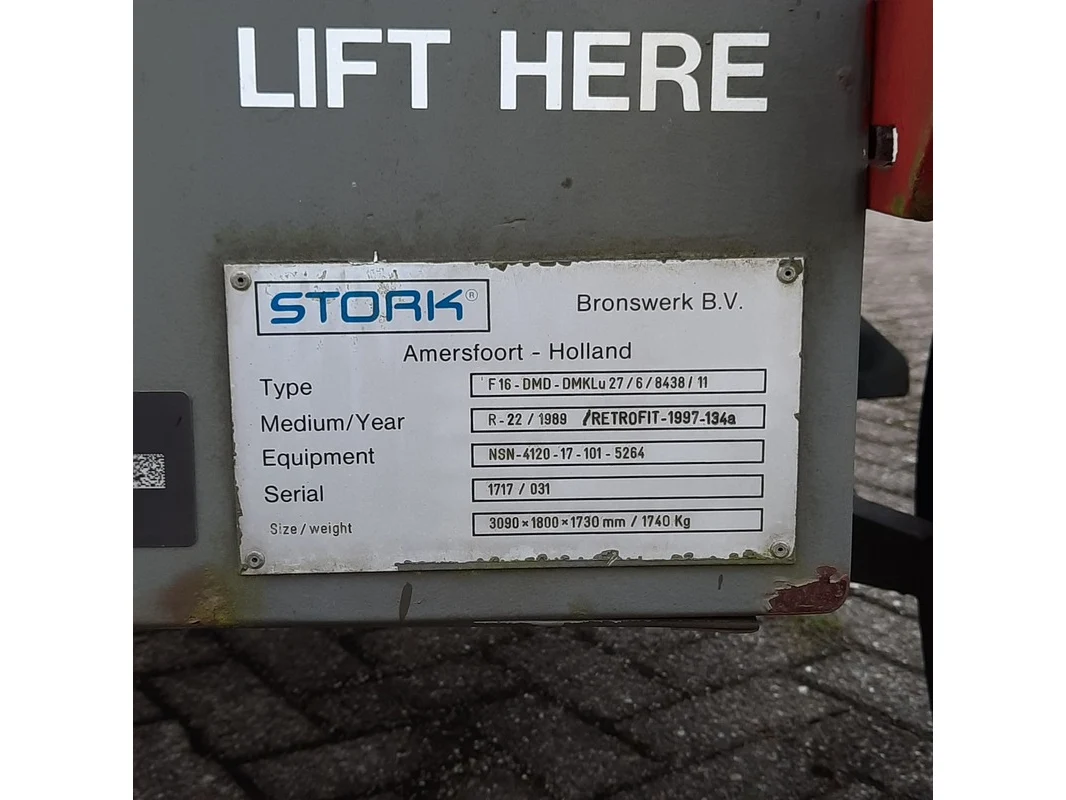 LIFT HERE
STORK®
Bronswerk B.V.
Amersfoort - Holland
Type F16-DMD-DMKLu 27/6/8438/11
Medium/Year R-22 / 1989 /RETROFIT-1997-134a
Equipment NSN-4120-17-101-5264
Serial 1717 / 031
Size/weight 3090×1800×1730 mm / 1740 Kg